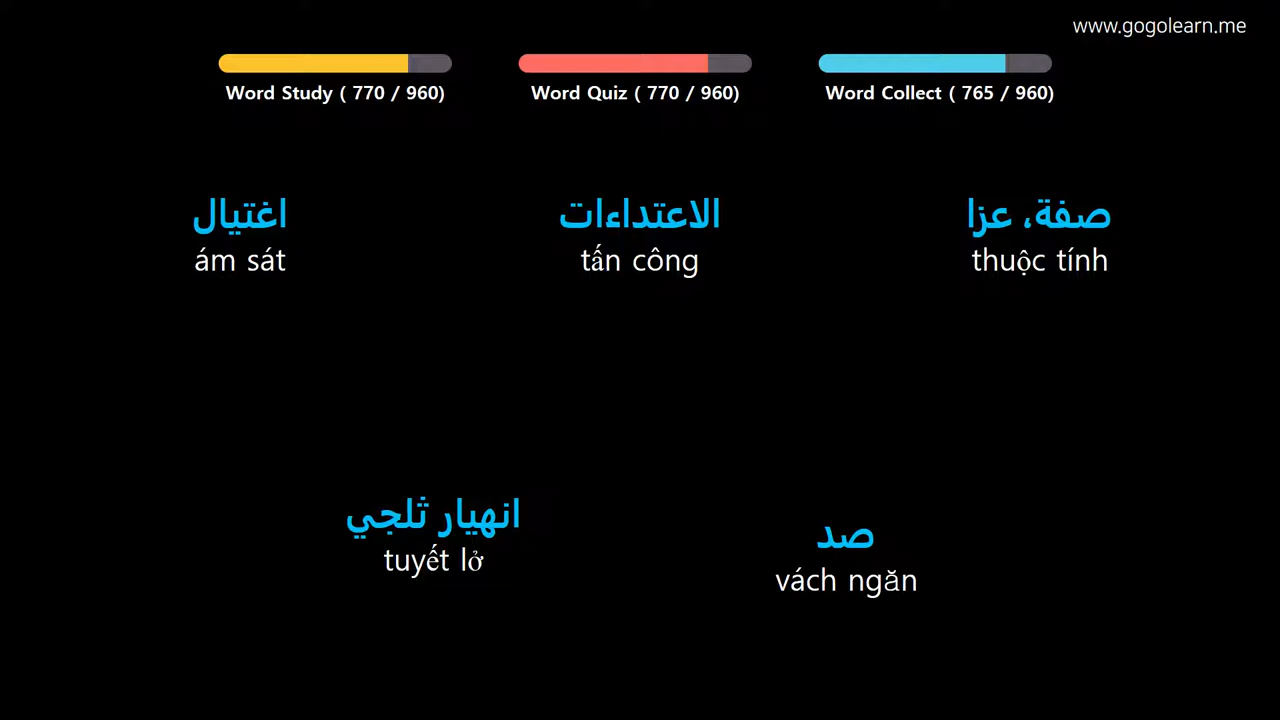 www.gogolearn.me
Word Study ( 770 / 960)
Word Quiz ( 770 / 960)
Word Collect ( 765 / 960)
اغتيال
ám sát
الاعتداءات
tấn công
صفة، عزا
thuộc tính
انهيار ثلجي
tuyết lở
صد
vách ngăn